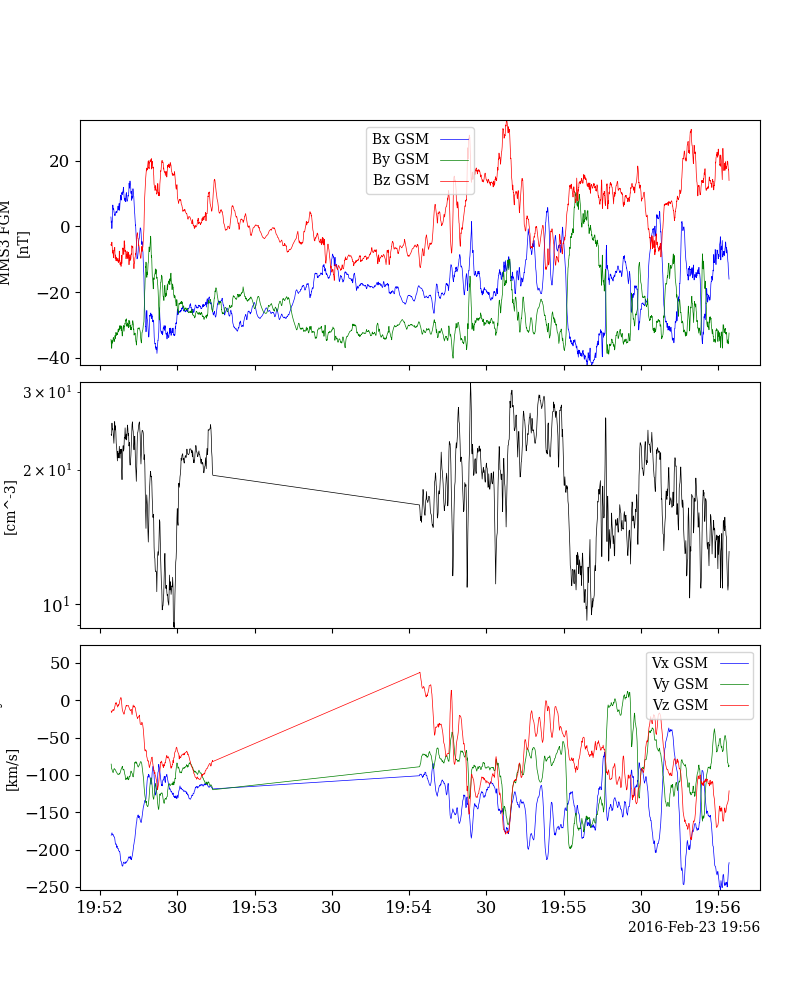 MMS3 FGM
[nT]
20
0
−20
−40
Bx GSM
By GSM
Bz GSM
[cm^-3]
3 × 10¹
2 × 10¹
10¹
[km/s]
50
0
−50
−100
−150
−200
−250
Vx GSM
Vy GSM
Vz GSM
19:52 30 19:53 30 19:54 30 19:55 30 19:56
2016-Feb-23 19:56